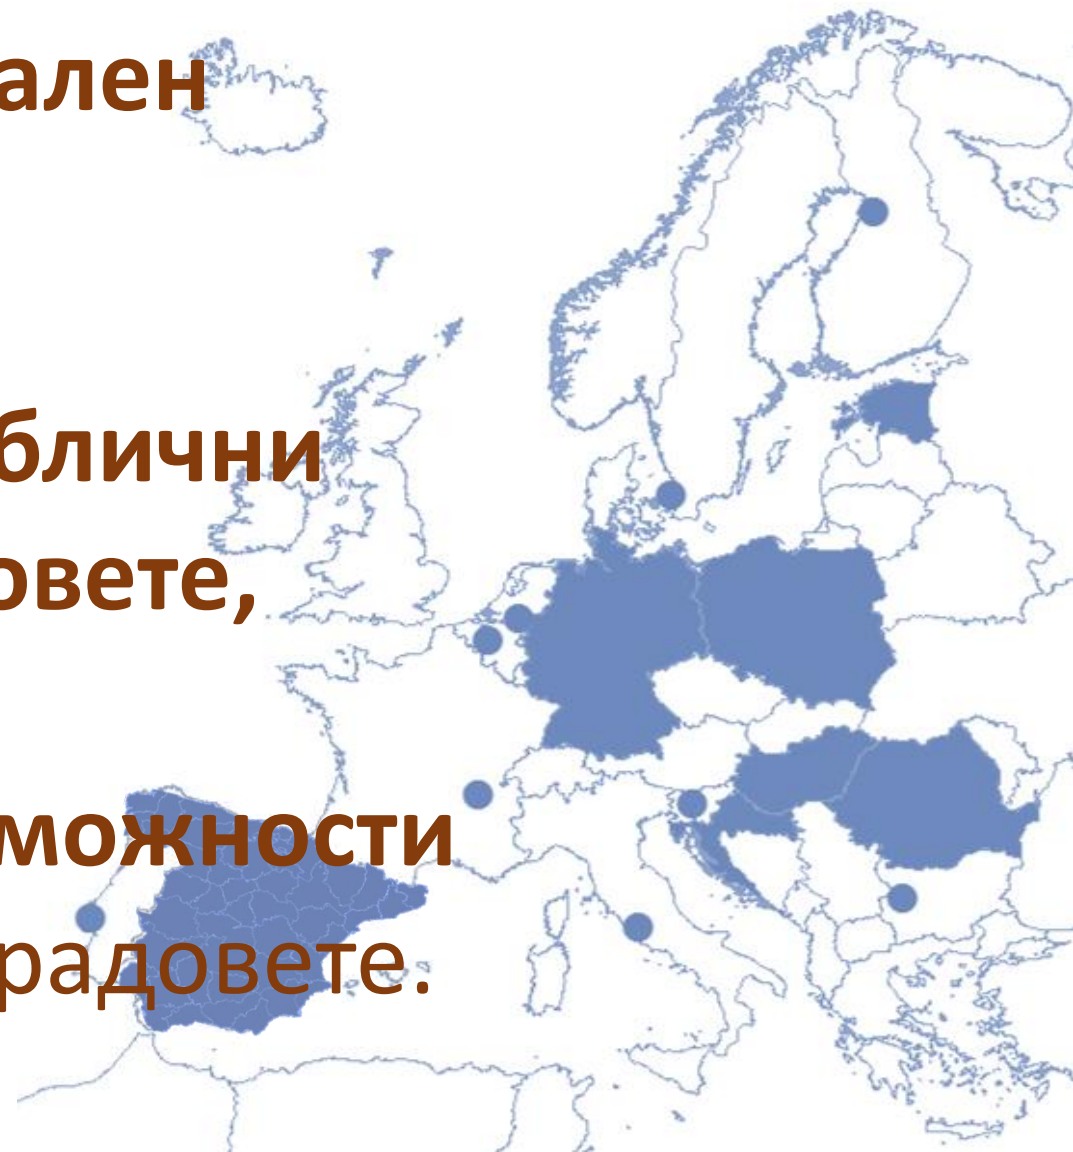 ален
блични
овете,
можности
радовете.